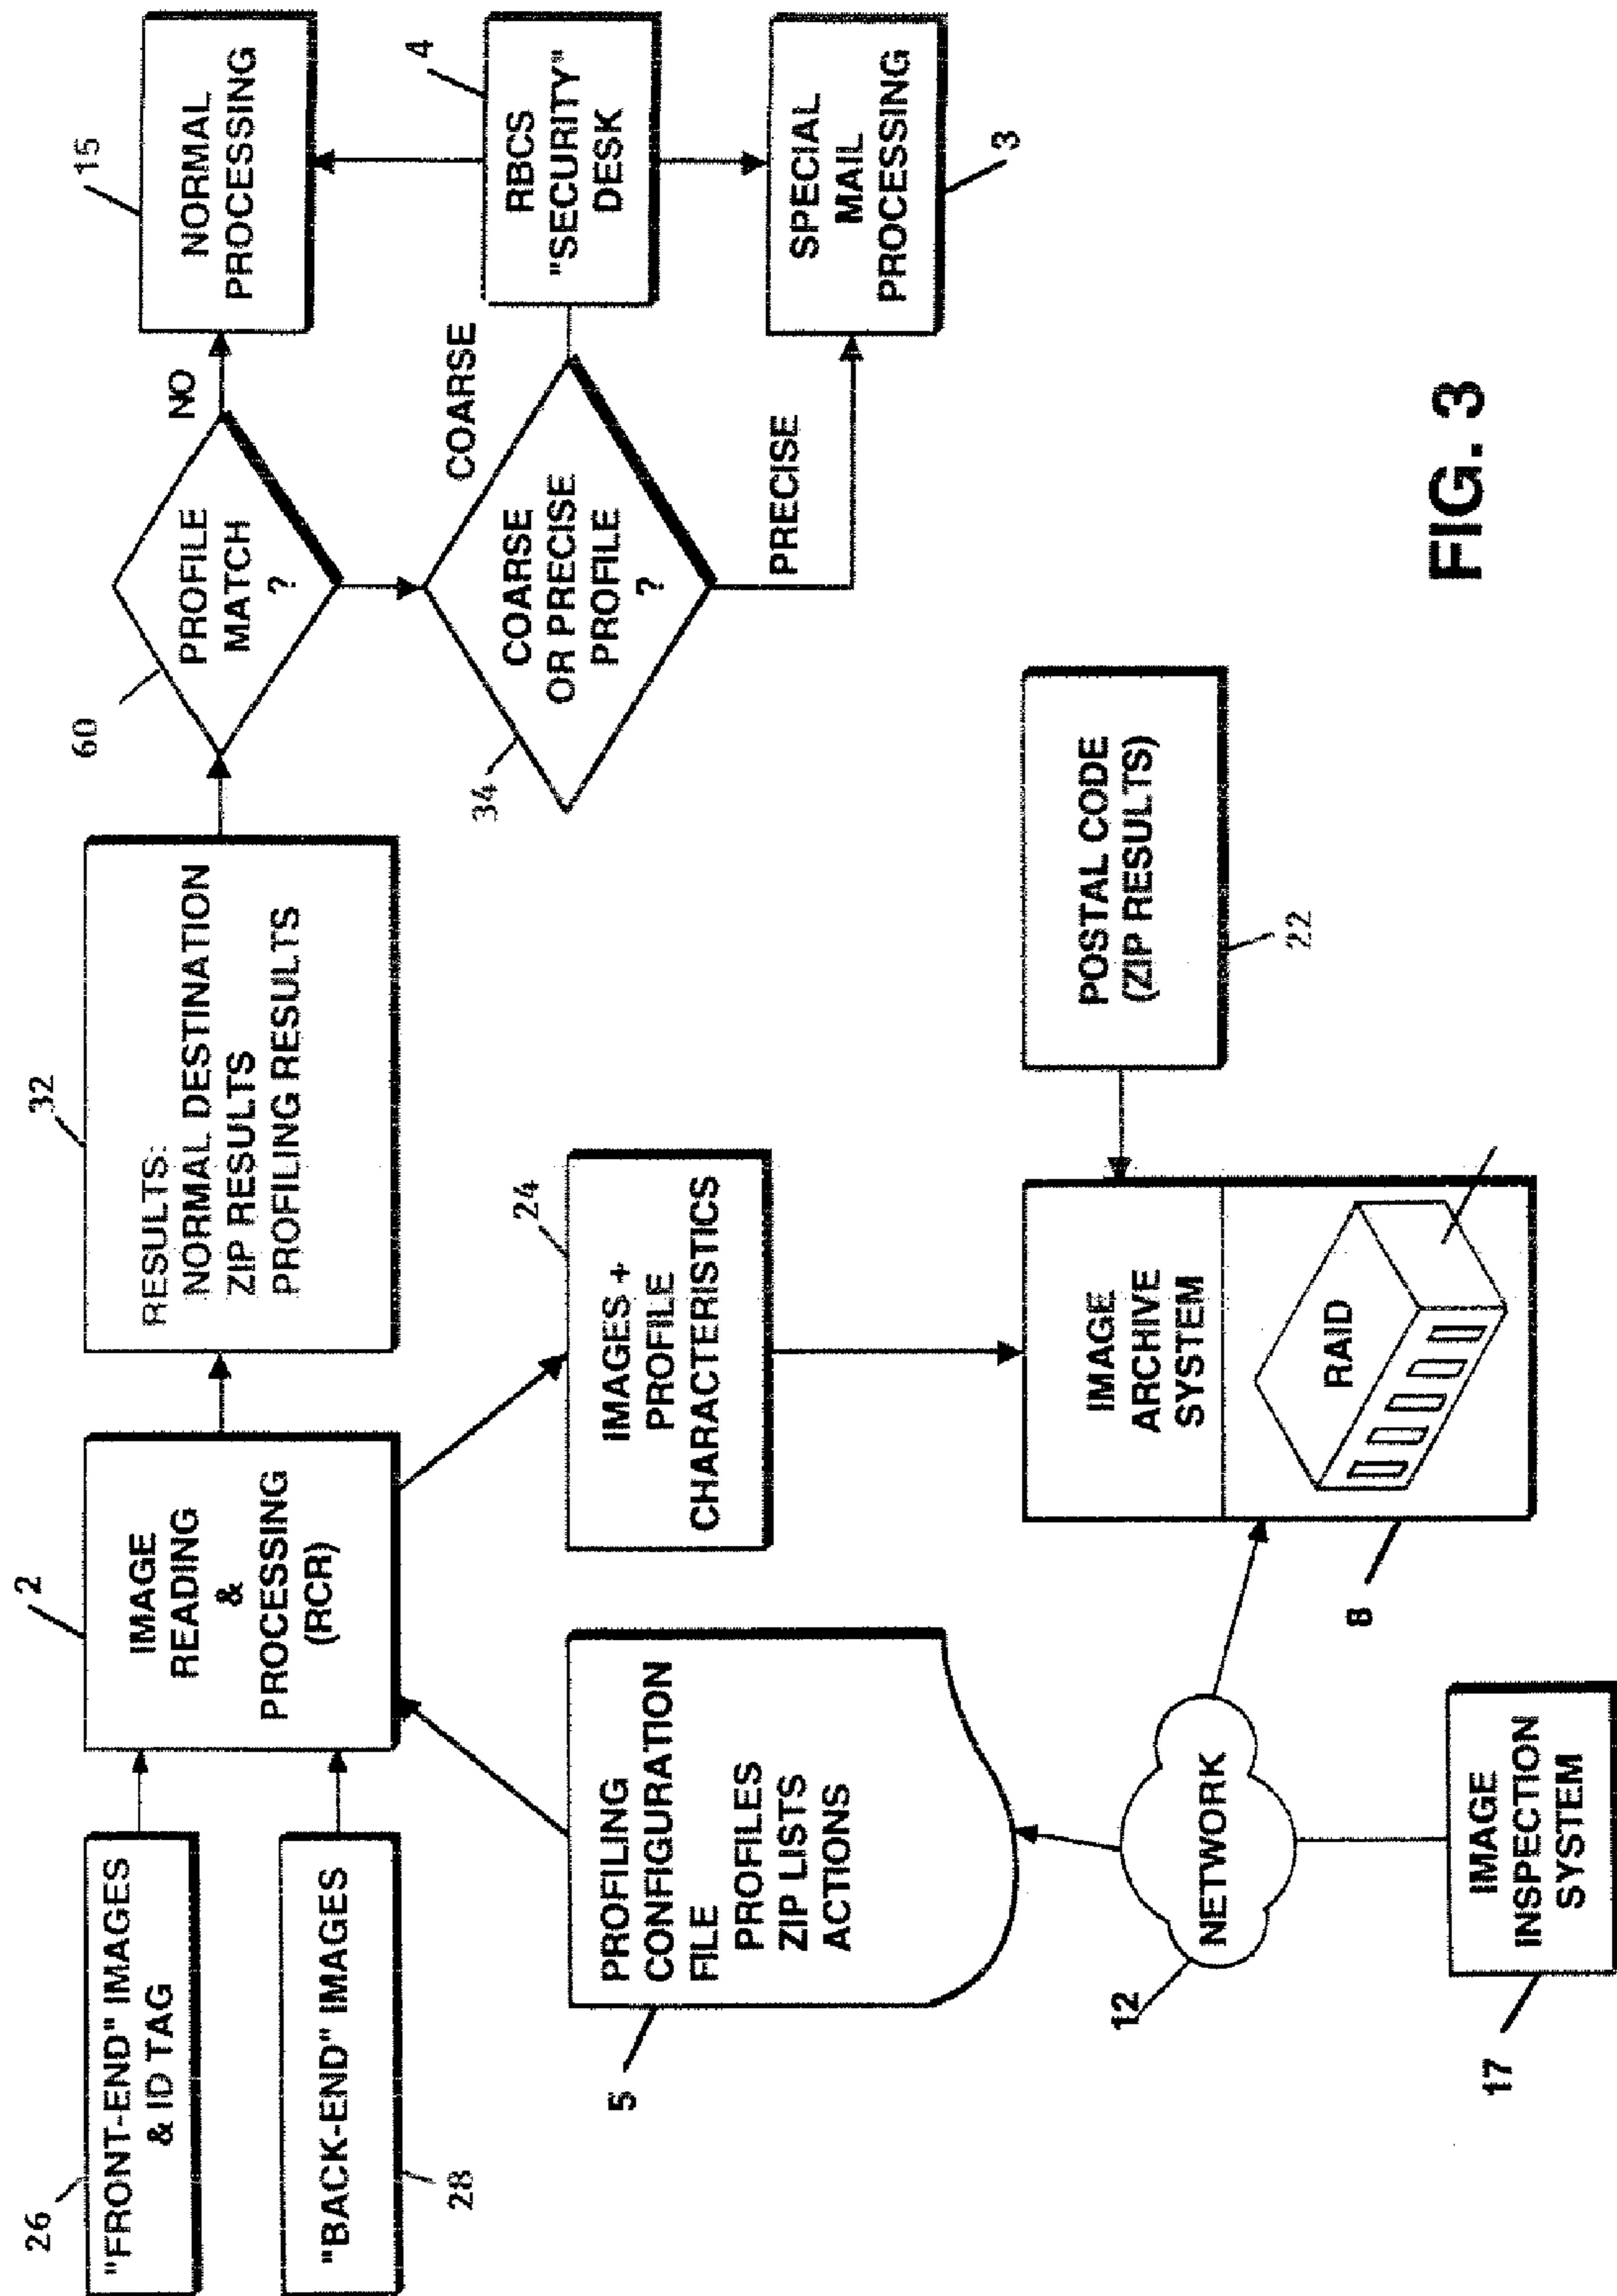 26
"FRONT-END" IMAGES
& ID TAG
"BACK-END" IMAGES
28
2
IMAGE
READING
&
PROCESSING
(RCR)
32
RESULTS:
NORMAL DESTINATION
ZIP RESULTS
PROFILING RESULTS
60
PROFILE
MATCH
?
NO
15
NORMAL
PROCESSING
34
COARSE
OR PRECISE
PROFILE
?
COARSE
4
RBCS
"SECURITY"
DESK
PRECISE
SPECIAL
MAIL
PROCESSING
3
5
PROFILING
CONFIGURATION
FILE
PROFILES
ZIP LISTS
ACTIONS
24
IMAGES +
PROFILE
CHARACTERISTICS
12
NETWORK
IMAGE
ARCHIVE
SYSTEM
RAID
8
POSTAL CODE
(ZIP RESULTS)
22
17
IMAGE
INSPECTION
SYSTEM
FIG. 3